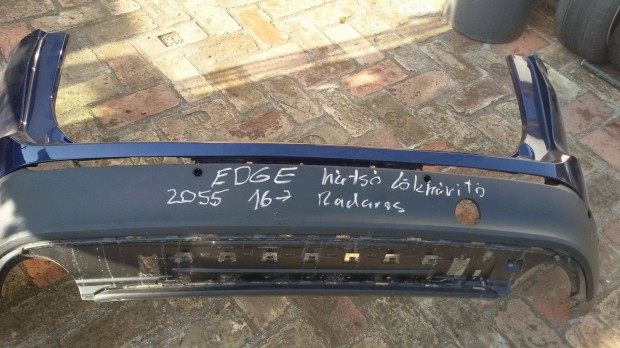 EDGE hátsó lökhárító
2055 16→ Radaros